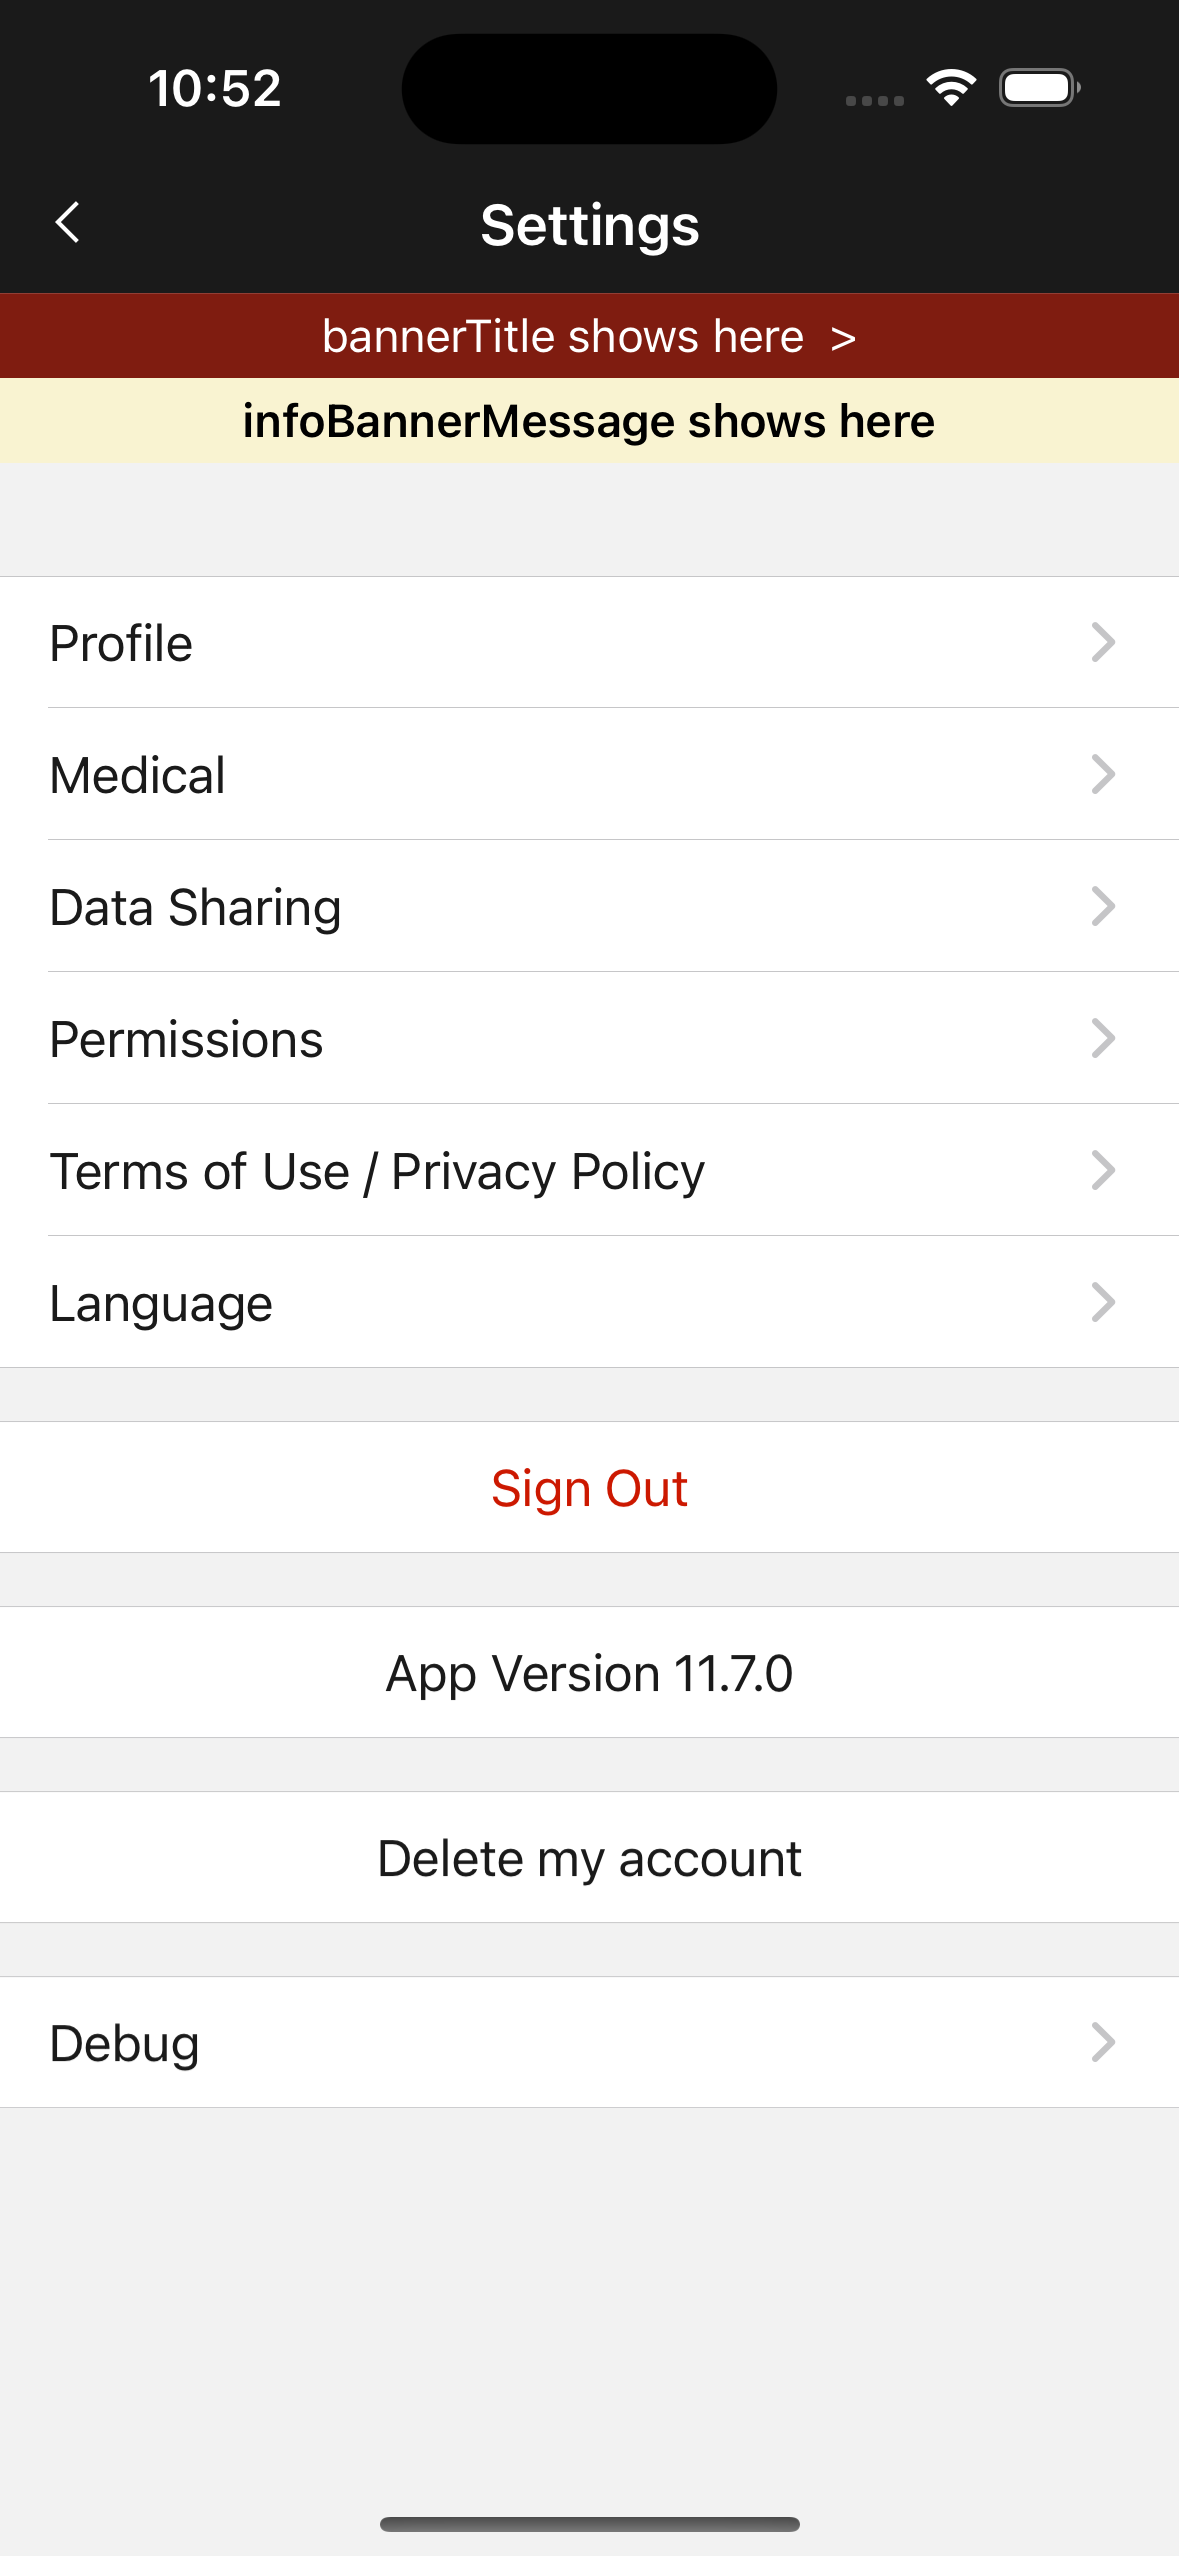 10:52
Settings
bannerTitle shows here >
infoBannerMessage shows here
Profile
Medical
Data Sharing
Permissions
Terms of Use / Privacy Policy
Language
Sign Out
App Version 11.7.0
Delete my account
Debug